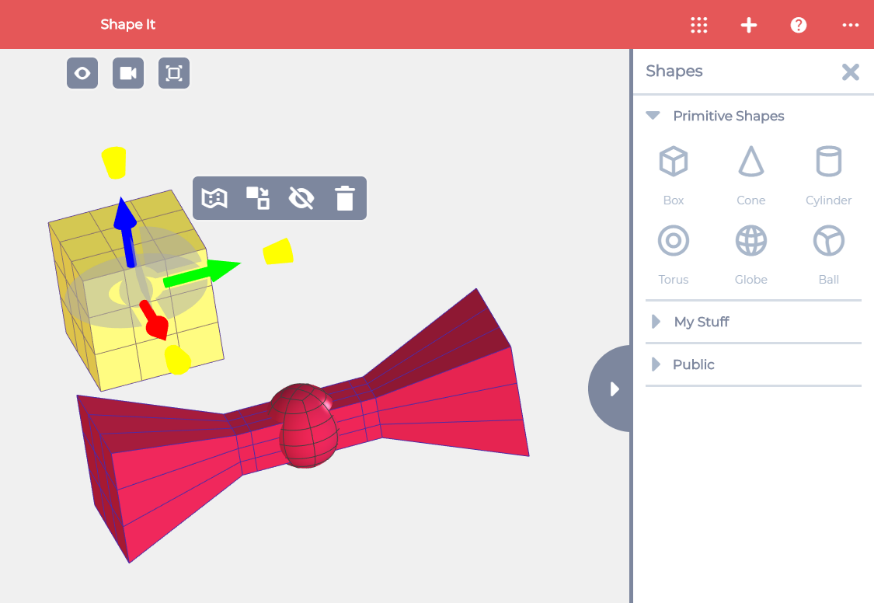 Shape It
Shapes
Primitive Shapes
Box Cone Cylinder
Torus Globe Ball
My Stuff
Public